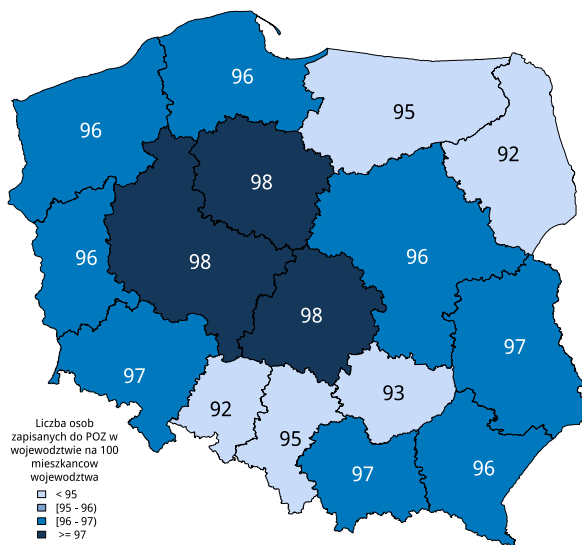 96
95
96
92
98
96
98
96
98
97
97
93
92
95
97
96
Liczba osob
zapisanych do POZ w
wojewodztwie na 100
mieszkancow
wojewodztwa
< 95
[95 - 96)
[96 - 97)
>= 97